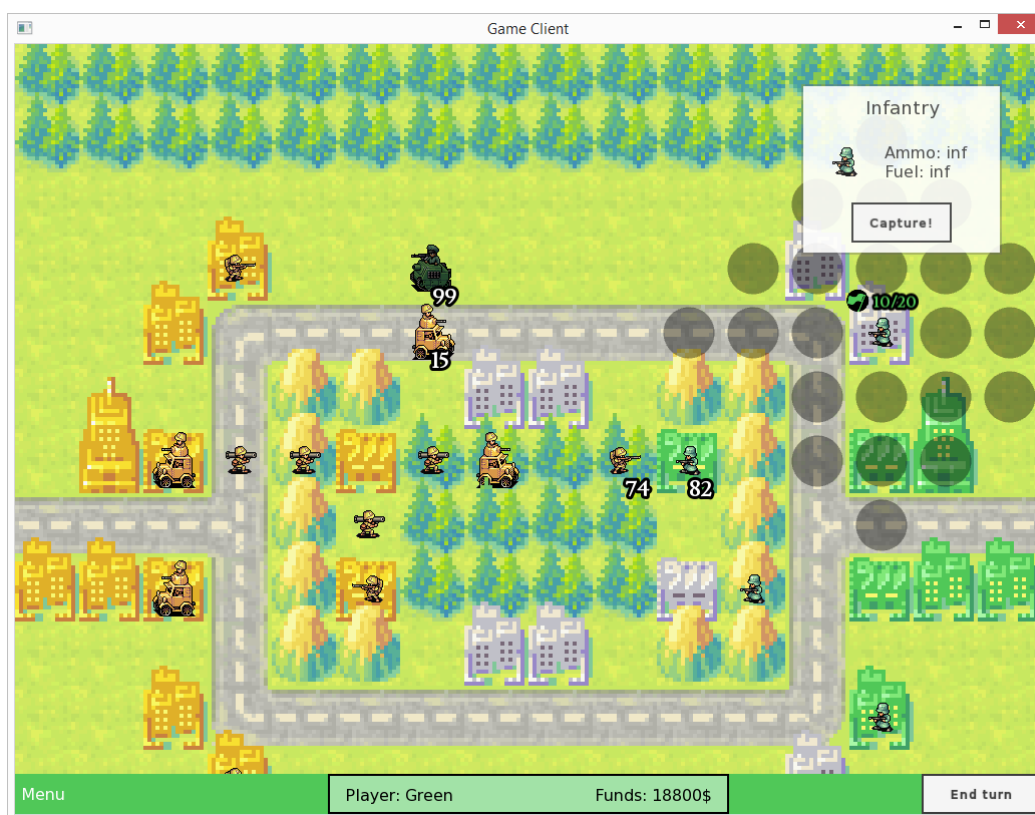 Game Client
Infantry
Ammo: inf
Fuel: inf
Capture!
99
10/20
15
74
82
Menu
Player: Green
Funds: 18800$
End turn